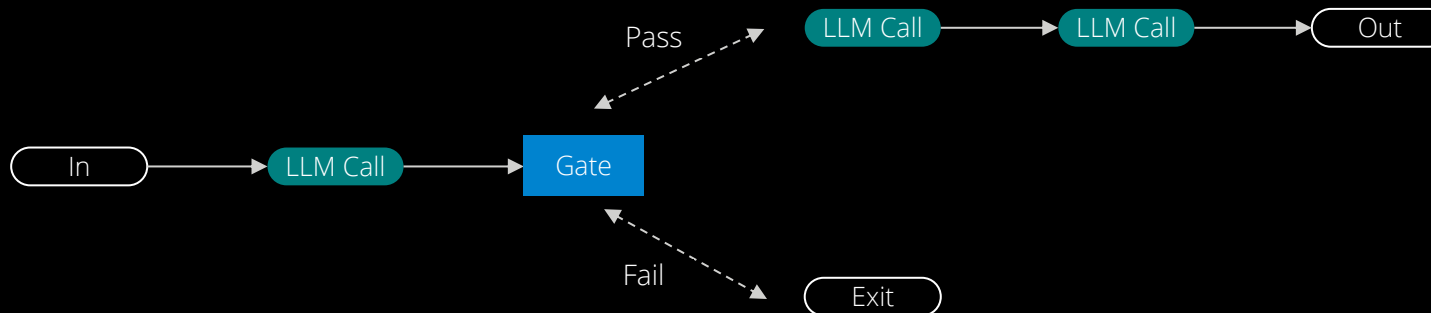 Pass
LLM Call
LLM Call
Out
In
LLM Call
Gate
Fail
Exit